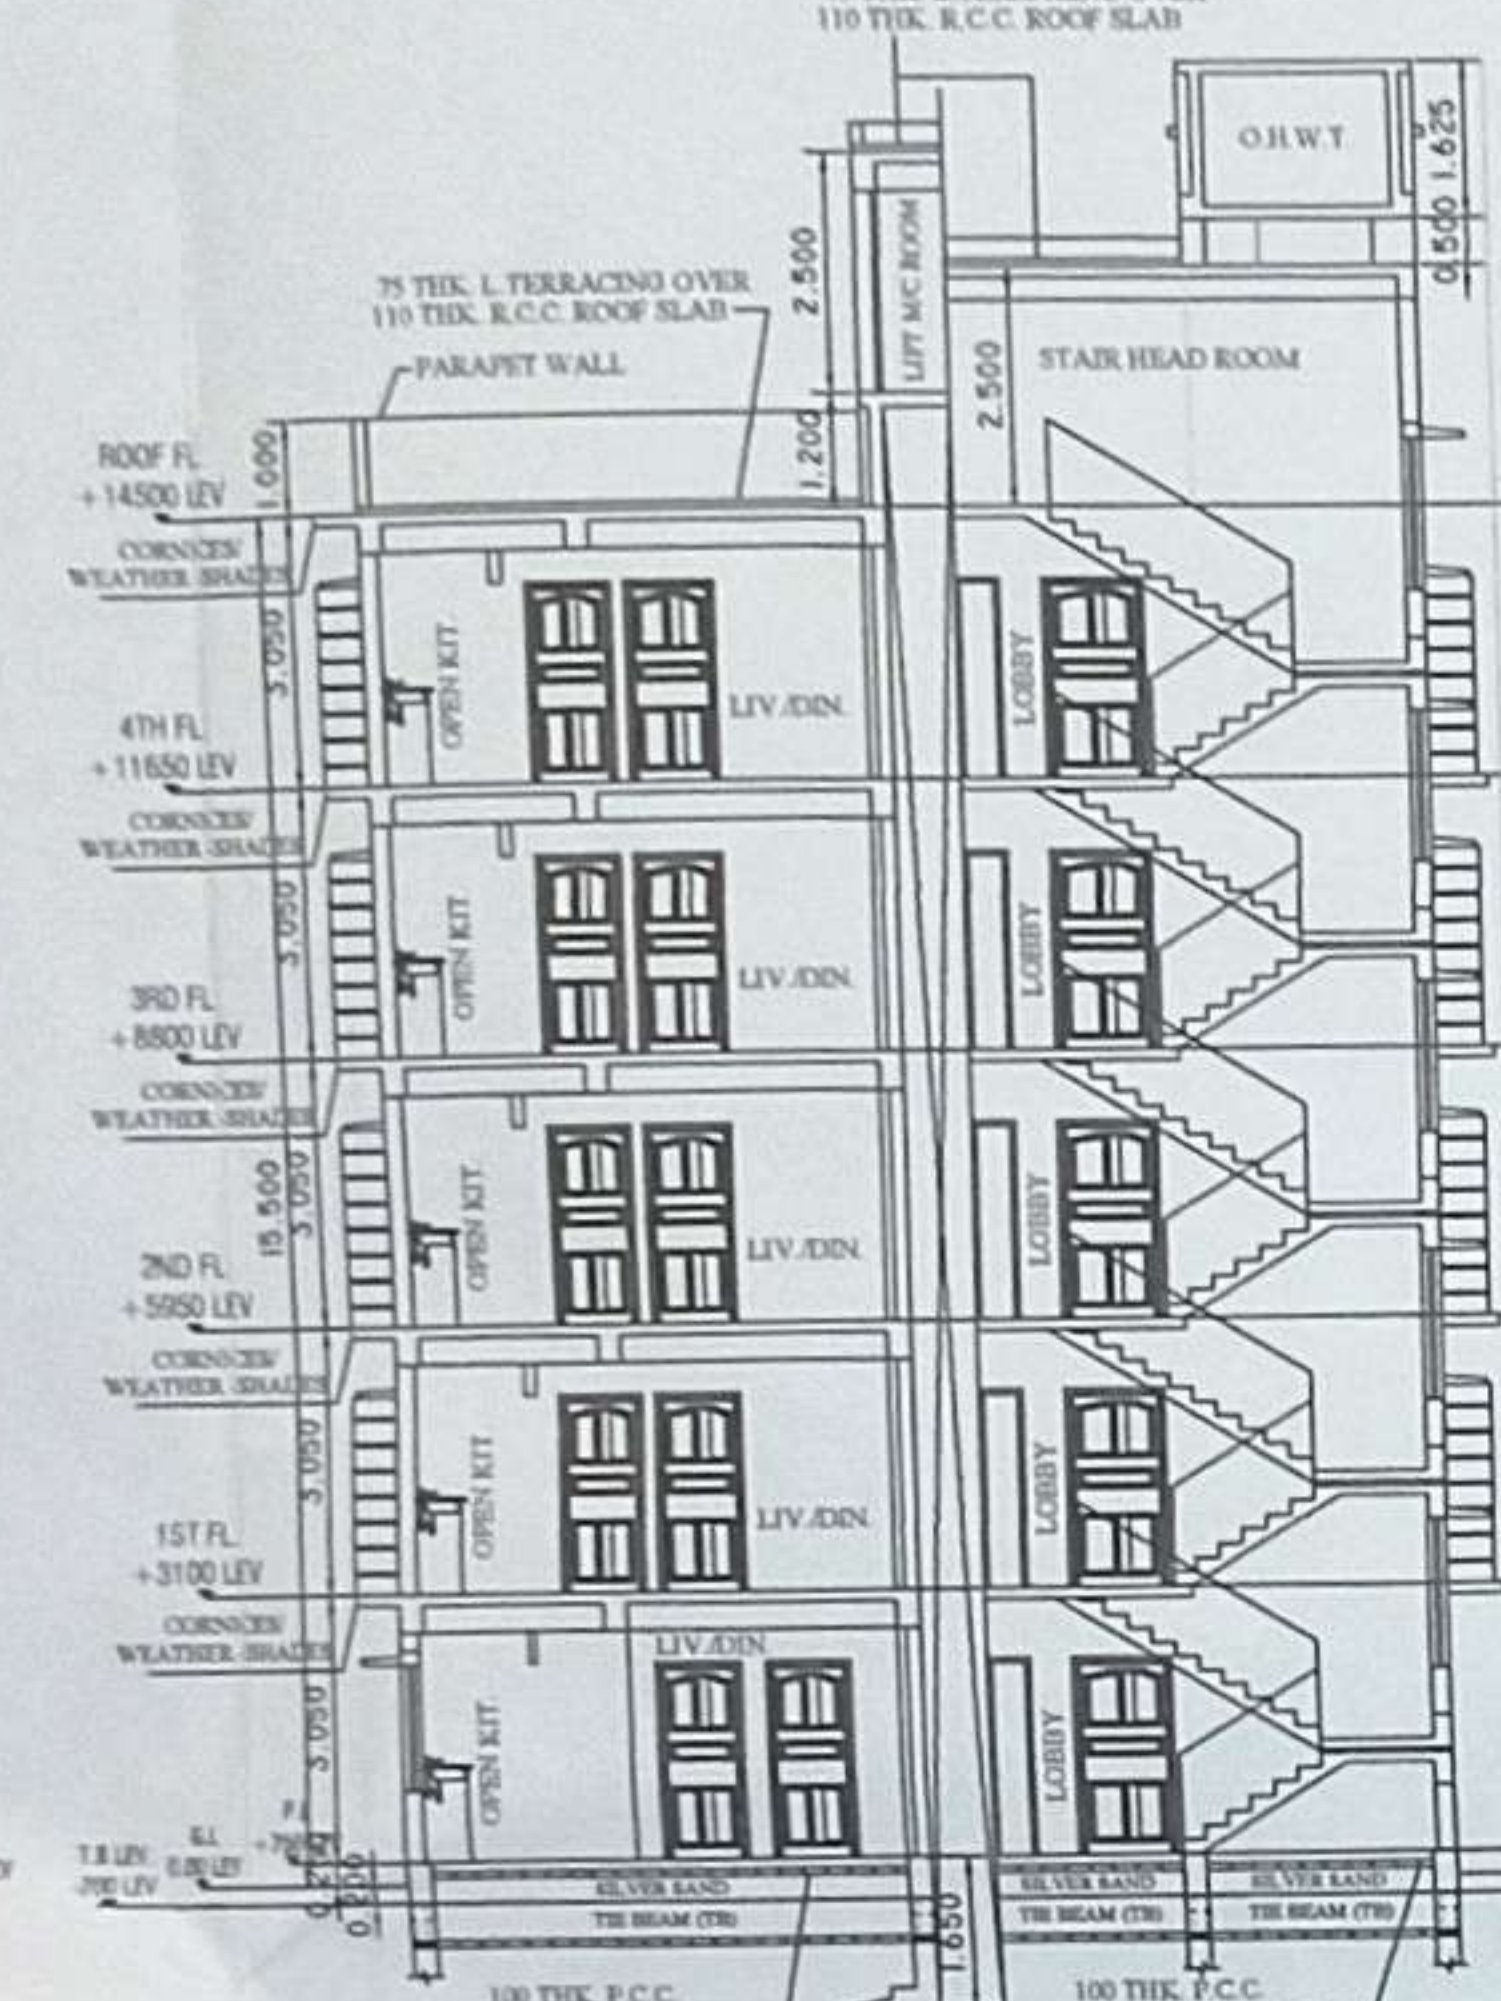 110 THK. R.C.C. ROOF SLAB
O.H.W.T.
1.625
0.500
2.500
LIFT M/C ROOM
75 THK. L. TERRACING OVER
110 THK. R.C.C. ROOF SLAB
PARAPET WALL
2.500
STAIR HEAD ROOM
1.200
1.000
ROOF FL
+14500 LEV
CORNICES/
WEATHER SHADES
3.050
OPEN KIT
LIV./DIN.
LOBBY
4TH FL
+11650 LEV
CORNICES/
WEATHER SHADES
3.050
OPEN KIT
LIV./DIN.
LOBBY
3RD FL
+8800 LEV
CORNICES/
WEATHER SHADES
15.500
3.050
OPEN KIT
LIV./DIN.
LOBBY
2ND FL
+5950 LEV
CORNICES/
WEATHER SHADES
3.050
OPEN KIT
LIV./DIN.
LOBBY
1ST FL
+3100 LEV
CORNICES/
WEATHER SHADES
LIV./DIN.
3.050
OPEN KIT
LOBBY
0.200
SILVER SAND
SILVER SAND
SILVER SAND
TIE BEAM (TB)
TIE BEAM (TB)
TIE BEAM (TB)
1.650
100 THK. P.C.C.
100 THK. P.C.C.